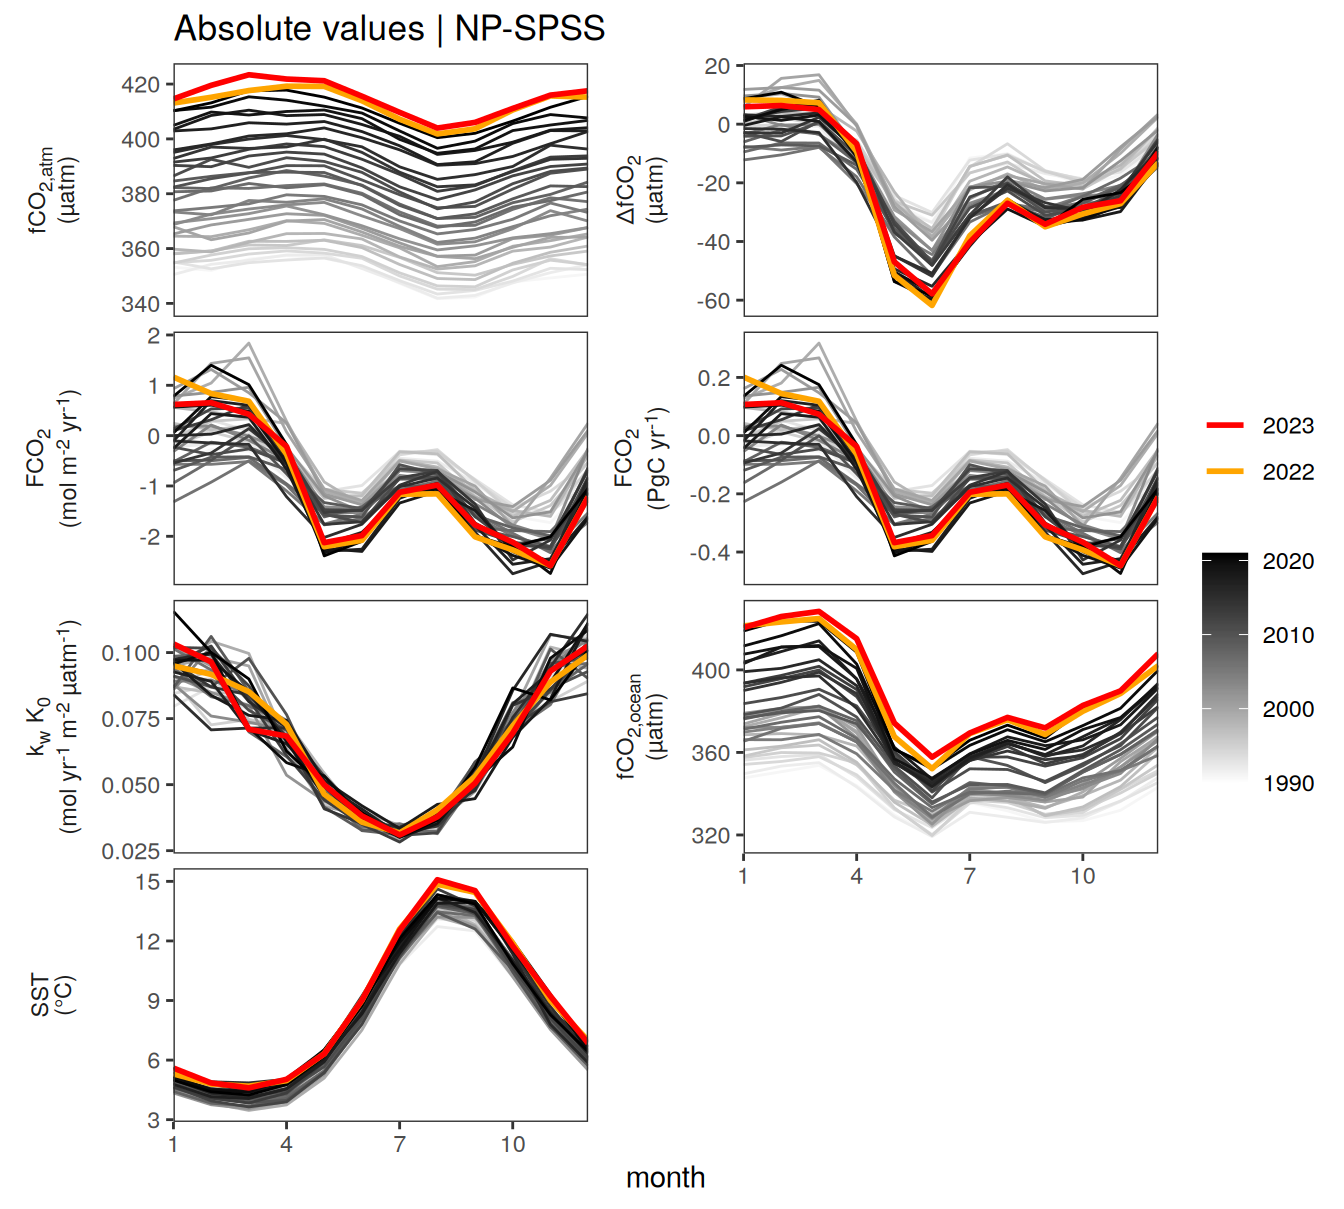 Absolute values | NP-SPSS
fCO2,atm
(µatm)
420
400
380
360
340
ΔfCO2
(µatm)
20
0
-20
-40
-60
FCO2
(mol m-2 yr-1)
2
1
0
-1
-2
FCO2
(PgC yr-1)
0.2
0.0
-0.2
-0.4
kw K0
(mol yr-1 m-2 µatm-1)
0.100
0.075
0.050
0.025
fCO2,ocean
(µatm)
400
360
320
1 4 7 10
SST
(°C)
15
12
9
6
3
1 4 7 10
month
2023
2022
2020
2010
2000
1990